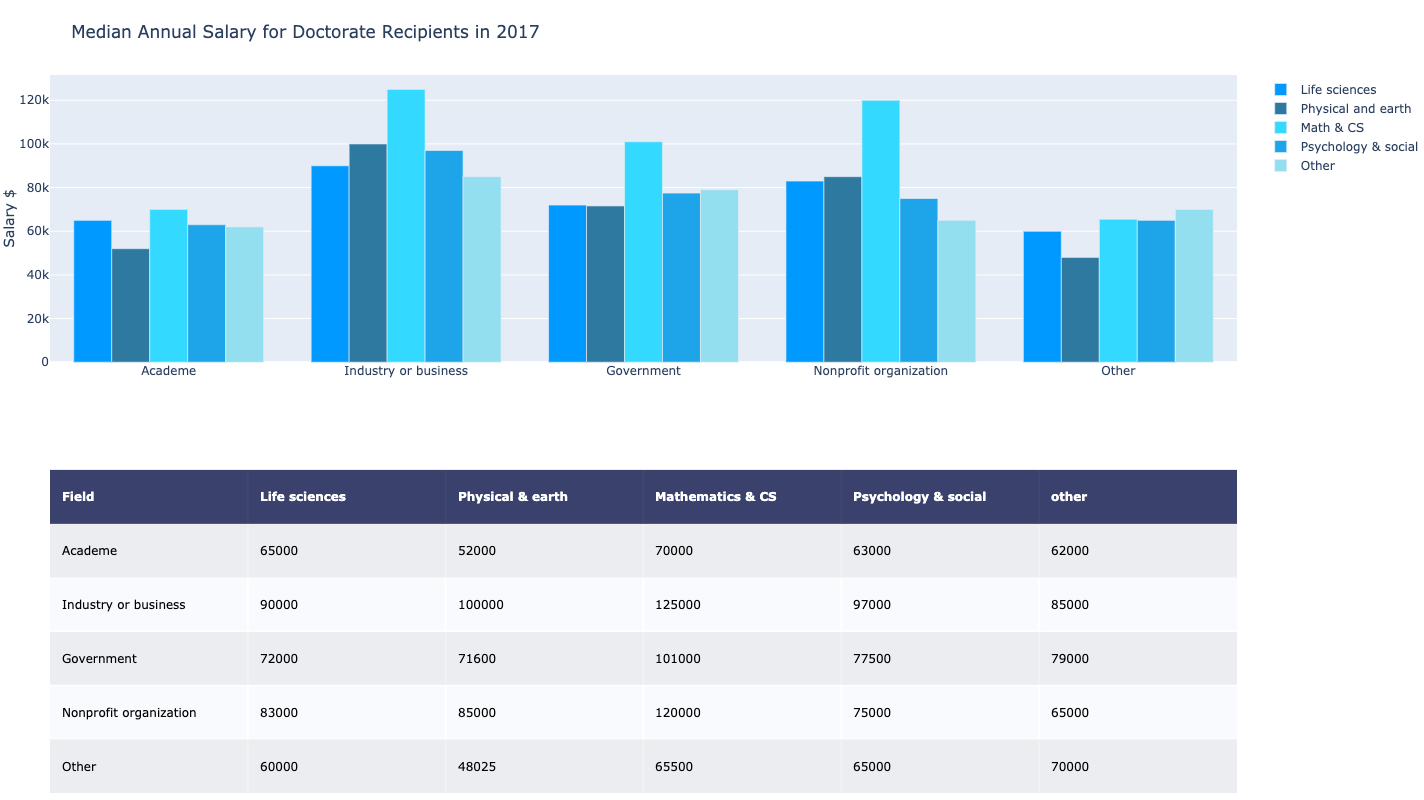 Median Annual Salary for Doctorate Recipients in 2017
Salary $
120k
100k
80k
60k
40k
20k
0
Academe Industry or business Government Nonprofit organization Other
Life sciences
Physical and earth
Math & CS
Psychology & social
Other
Field Life sciences Physical & earth Mathematics & CS Psychology & social other
Academe 65000 52000 70000 63000 62000
Industry or business 90000 100000 125000 97000 85000
Government 72000 71600 101000 77500 79000
Nonprofit organization 83000 85000 120000 75000 65000
Other 60000 48025 65500 65000 70000